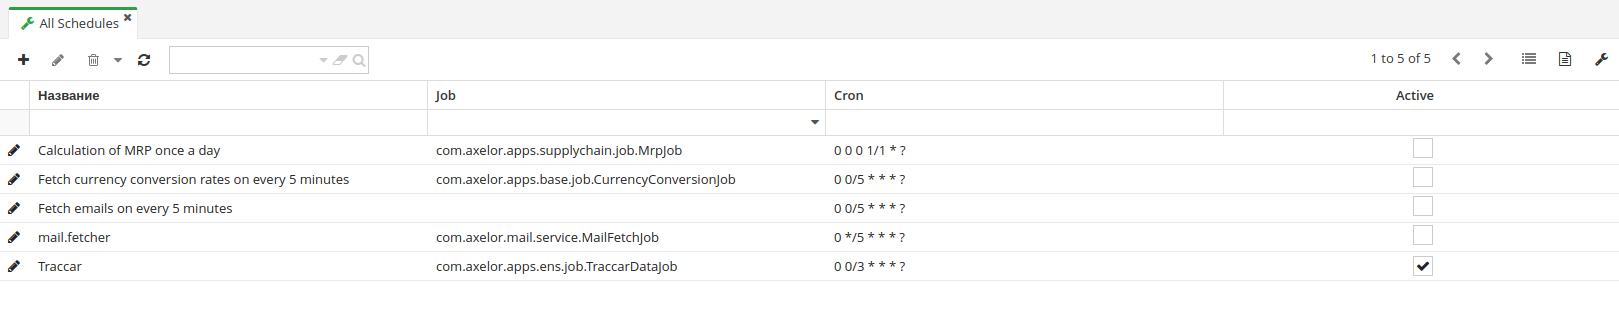 All Schedules
1 to 5 of 5
Название Job Cron Active
Calculation of MRP once a day com.axelor.apps.supplychain.job.MrpJob 0 0 0 1/1 * ?
Fetch currency conversion rates on every 5 minutes com.axelor.apps.base.job.CurrencyConversionJob 0 0/5 * * * ?
Fetch emails on every 5 minutes 0 0/5 * * * ?
mail.fetcher com.axelor.mail.service.MailFetchJob 0 */5 * * * ?
Traccar com.axelor.apps.ens.job.TraccarDataJob 0 0/3 * * * ?